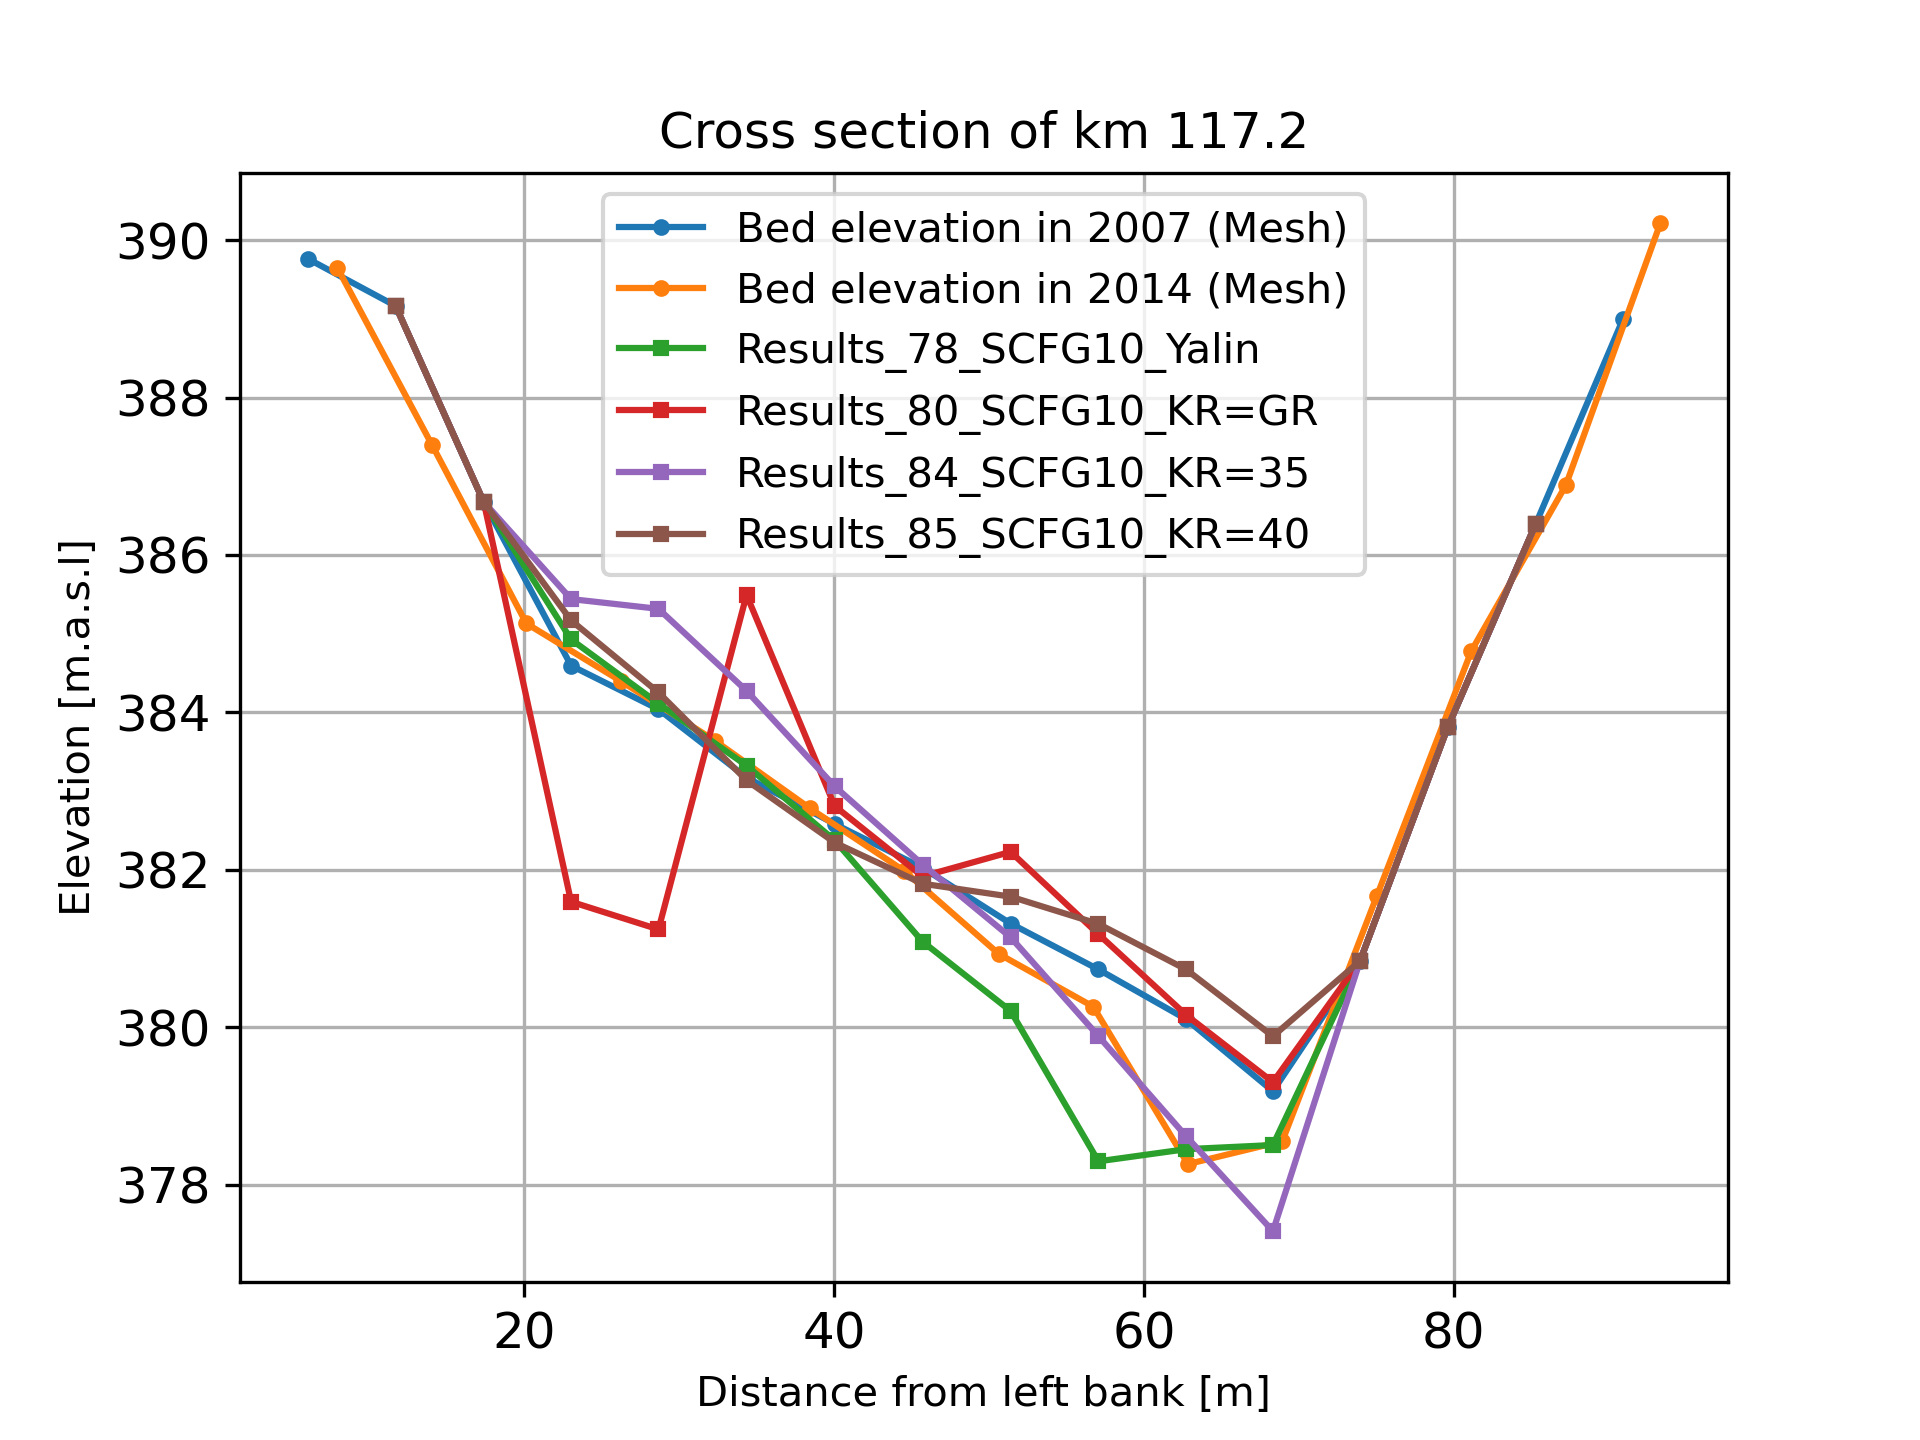 Cross section of km 117.2
390
388
386
384
382
380
378
Elevation [m.a.s.l]
Bed elevation in 2007 (Mesh)
Bed elevation in 2014 (Mesh)
Results_78_SCFG10_Yalin
Results_80_SCFG10_KR=GR
Results_84_SCFG10_KR=35
Results_85_SCFG10_KR=40
20 40 60 80
Distance from left bank [m]